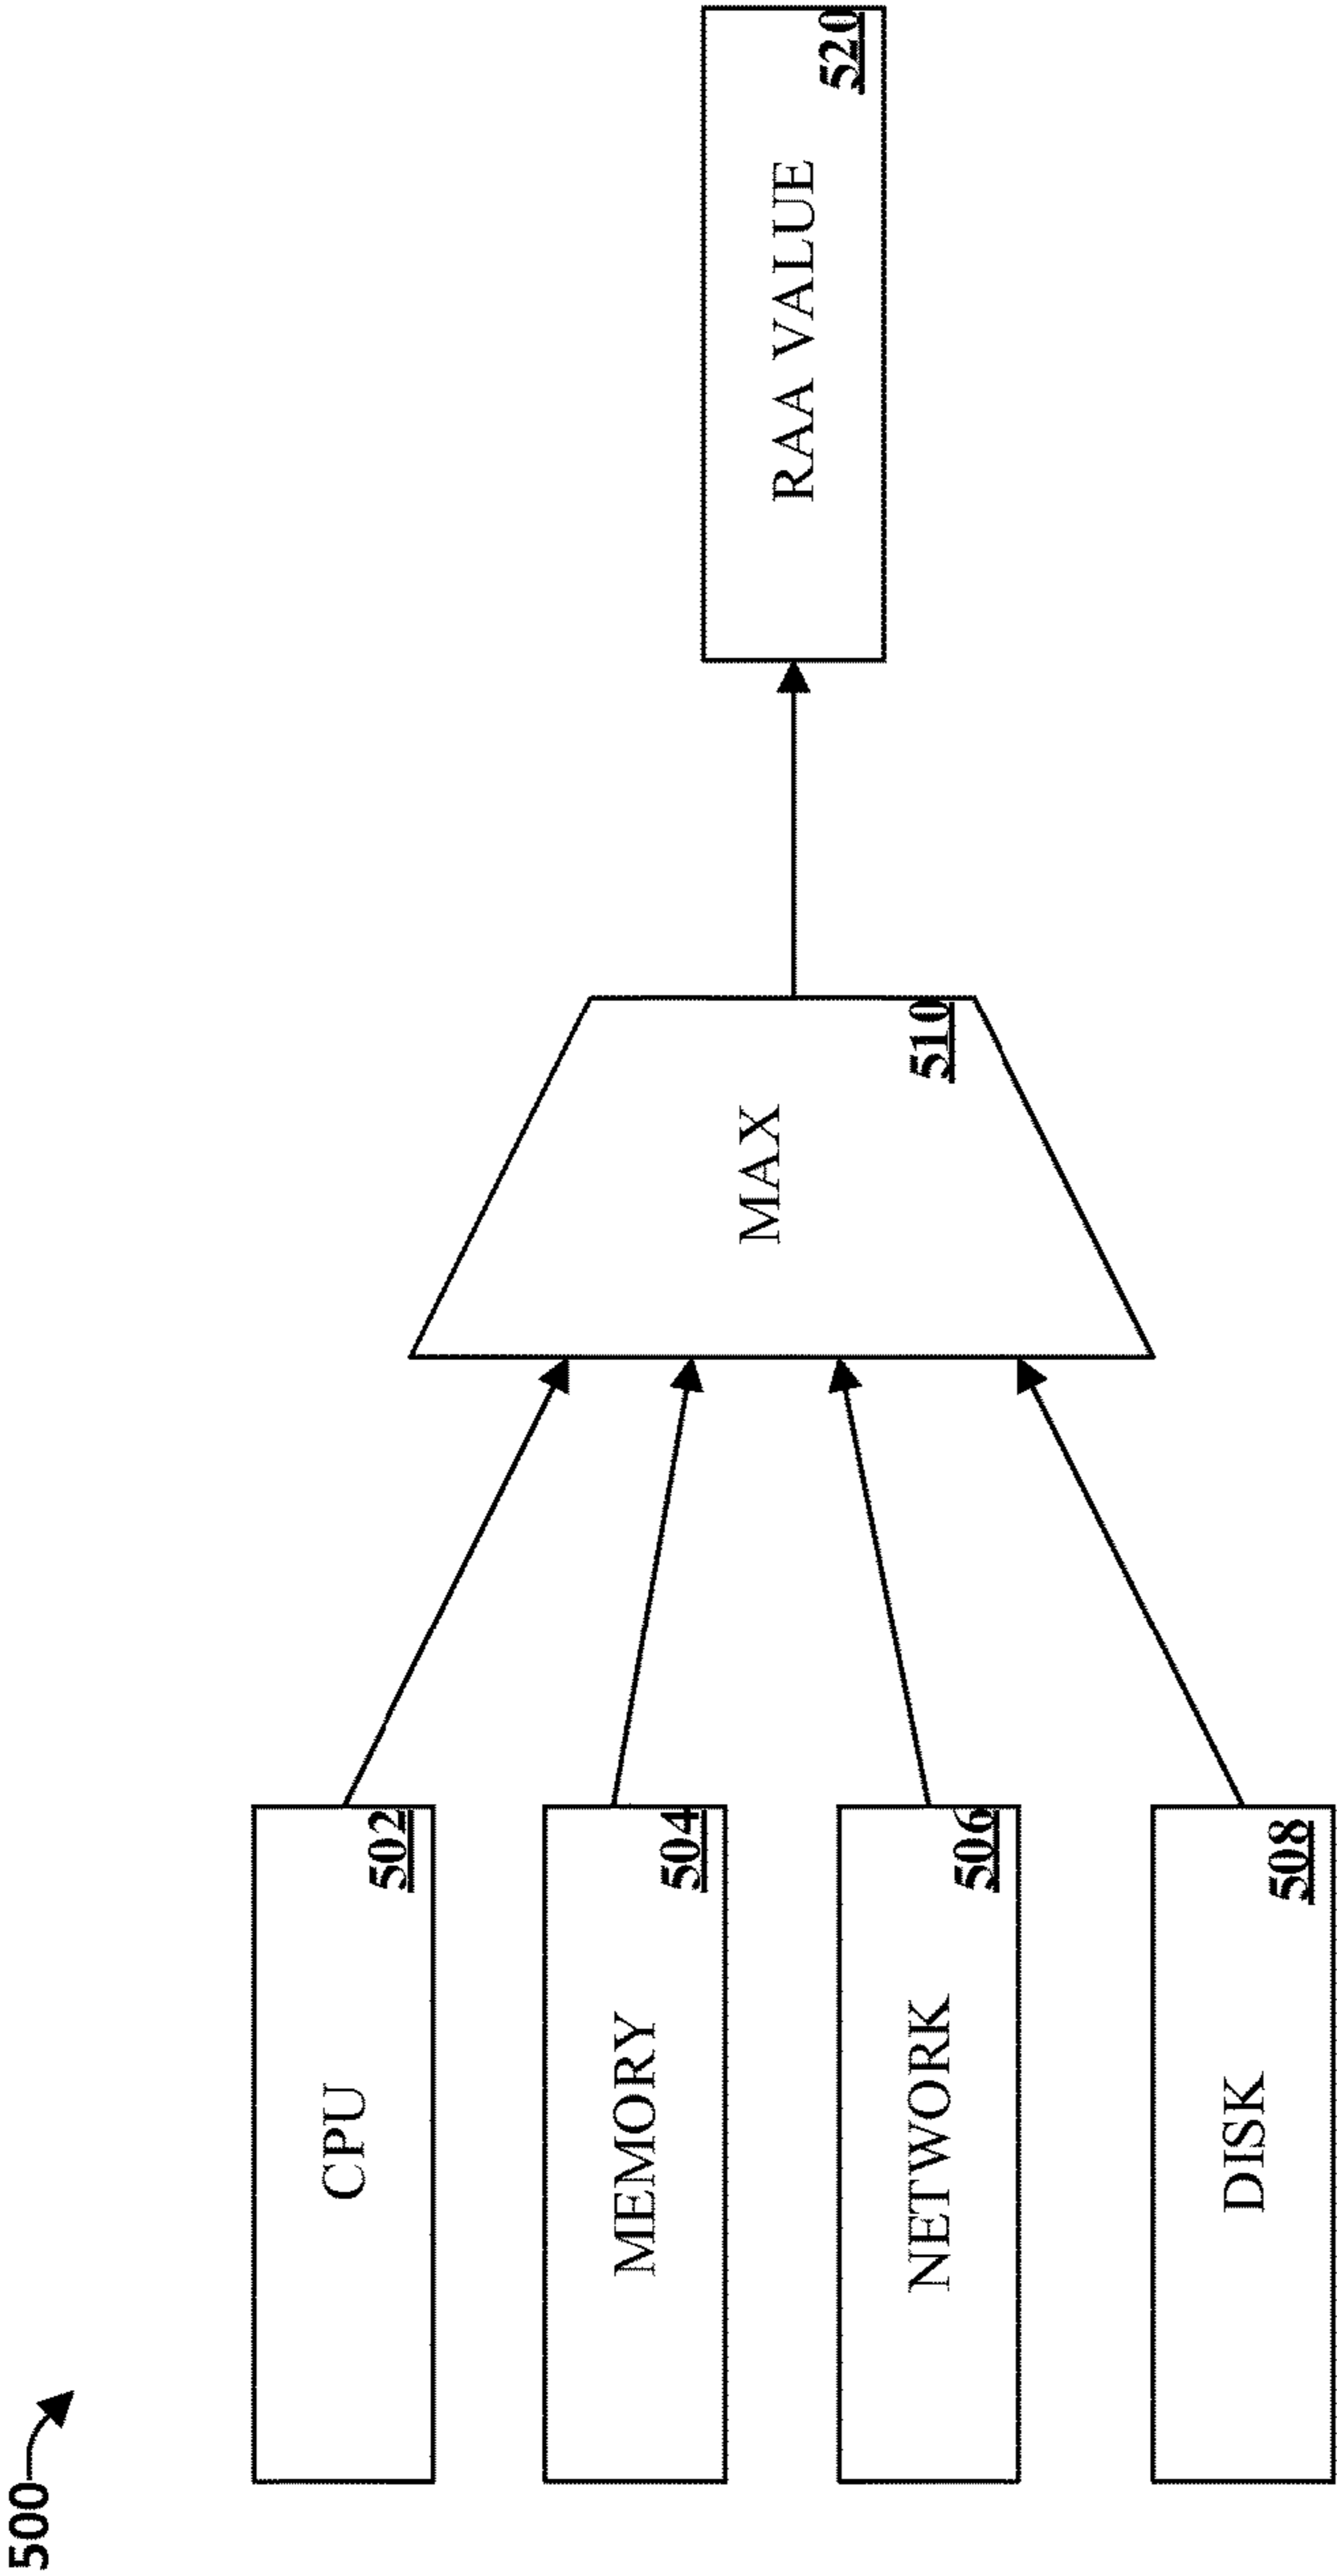 500
CPU
502
MEMORY
504
NETWORK
506
DISK
508
MAX
510
RAA VALUE
520